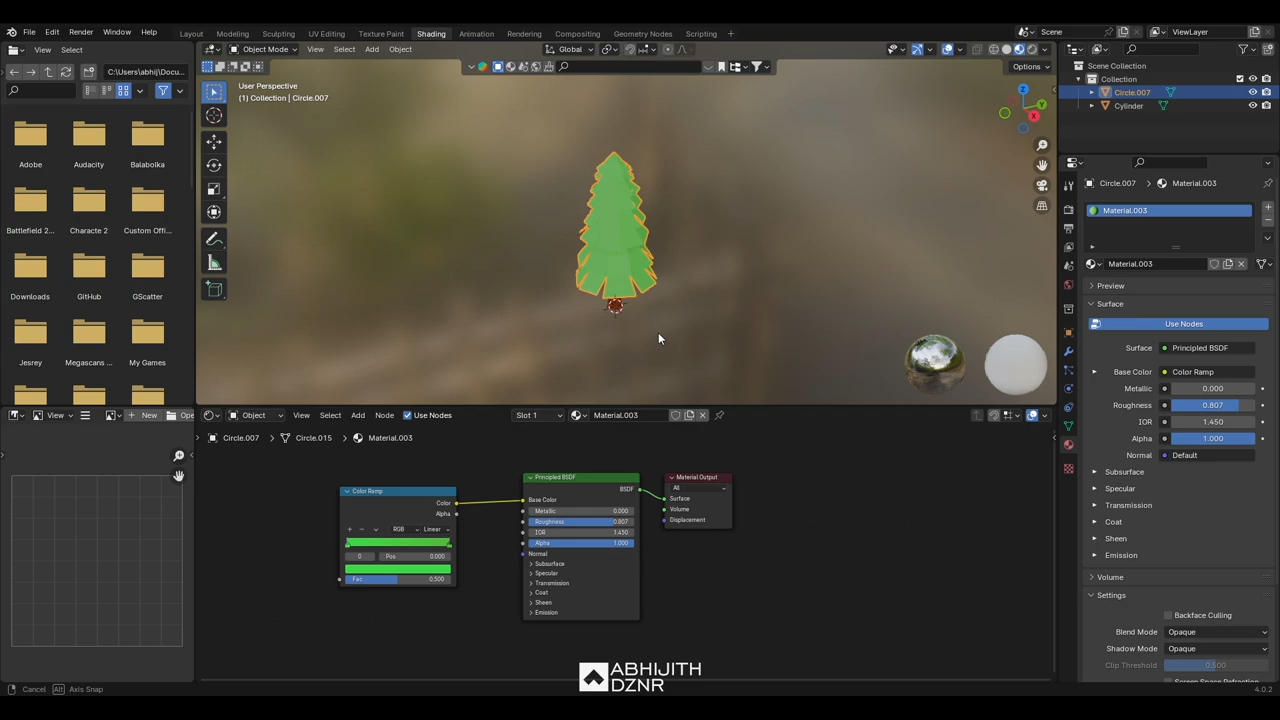 File Edit Render Window Help Layout Modeling Sculpting UV Editing Texture Paint Shading Animation Rendering Compositing Geometry Nodes Scripting + Scene ViewLayer
View Select
Object Mode View Select Add Object Global
C:\Users\abhij\Docu...
Options
User Perspective
(1) Collection | Circle.007
Scene Collection
Collection
Circle.007
Cylinder
Adobe Audacity Balabolka
Battlefield 2... Characte 2 Custom Offi...
Downloads GitHub GScatter
Jesrey Megascans ... My Games
X
Y
Z
Circle.007 > Material.003
Material.003
Material.003
Preview
Surface
Use Nodes
Surface Principled BSDF
Base Color Color Ramp
Metallic 0.000
Roughness 0.807
IOR 1.450
Alpha 1.000
Normal Default
Subsurface
Specular
Transmission
Coat
Sheen
Emission
Volume
Settings
Backface Culling
Blend Mode Opaque
Shadow Mode Opaque
Clip Threshold 0.500
Screen Space Refraction
View + New Ope
Object View Select Add Node Use Nodes Slot 1 Material.003
Circle.007 > Circle.015 > Material.003
Color Ramp
Color
Alpha
+ - RGB Linear
0 Pos 0.000
Fac 0.500
Principled BSDF
BSDF
Base Color
Metallic 0.000
Roughness 0.807
IOR 1.450
Alpha 1.000
Normal
Subsurface
Specular
Transmission
Coat
Sheen
Emission
Material Output
All
Surface
Volume
Displacement
ABHIJITH
DZNR
Cancel Alt Axis Snap
4.0.2